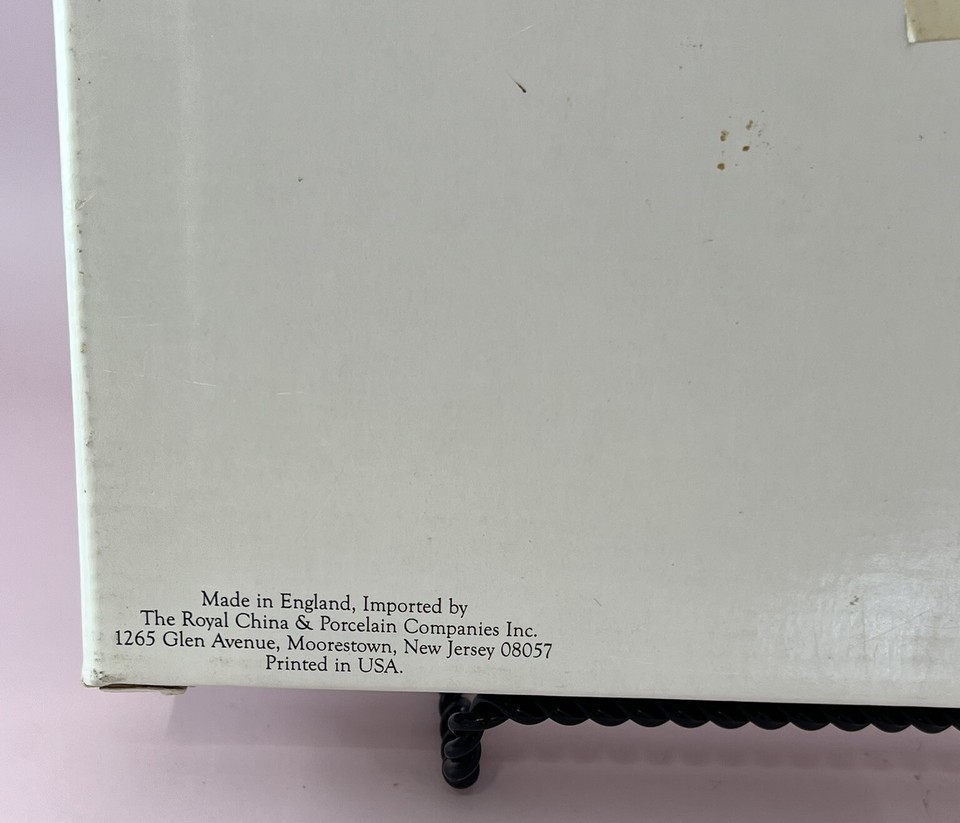 Made in England, Imported by
The Royal China & Porcelain Companies Inc.
1265 Glen Avenue, Moorestown, New Jersey 08057
Printed in USA.